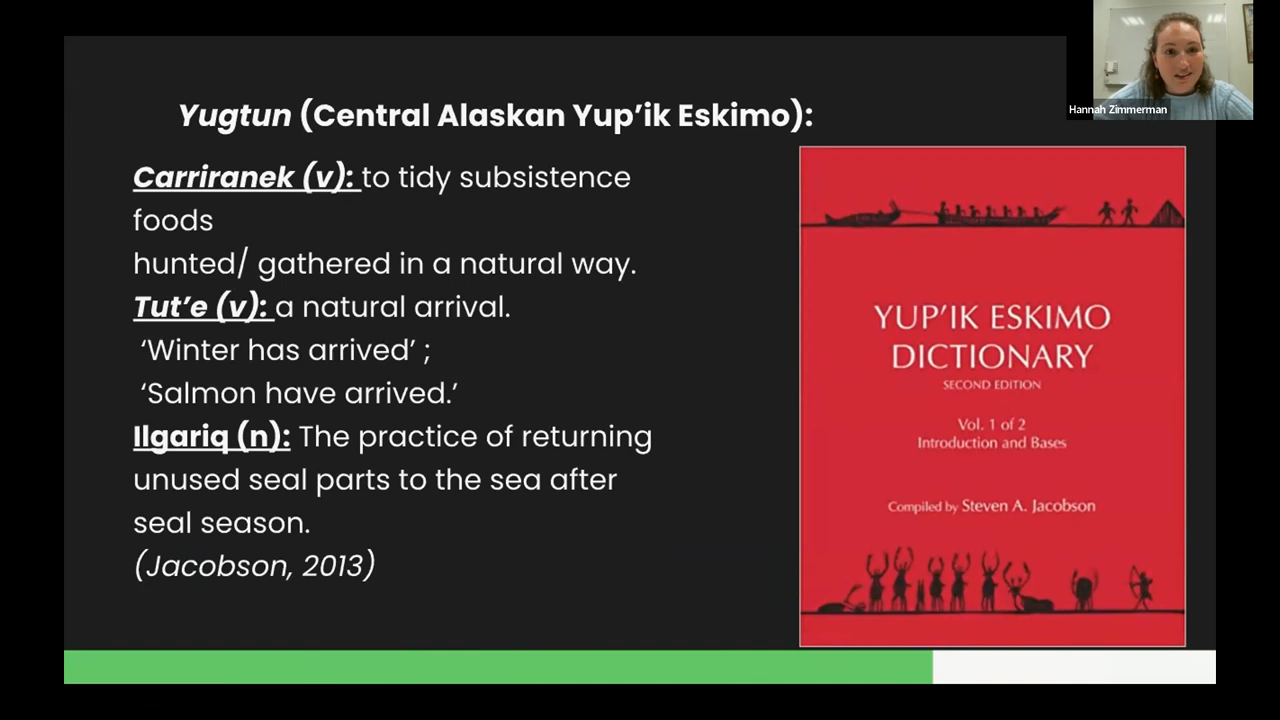 Hannah Zimmerman
Yugtun (Central Alaskan Yup’ik Eskimo):
Carriranek (v): to tidy subsistence
foods
hunted/ gathered in a natural way.
Tut’e (v): a natural arrival.
‘Winter has arrived’ ;
‘Salmon have arrived.’
Ilgariq (n): The practice of returning
unused seal parts to the sea after
seal season.
(Jacobson, 2013)
YUP’IK ESKIMO
DICTIONARY
SECOND EDITION
Vol. 1 of 2
Introduction and Bases
Compiled by Steven A. Jacobson